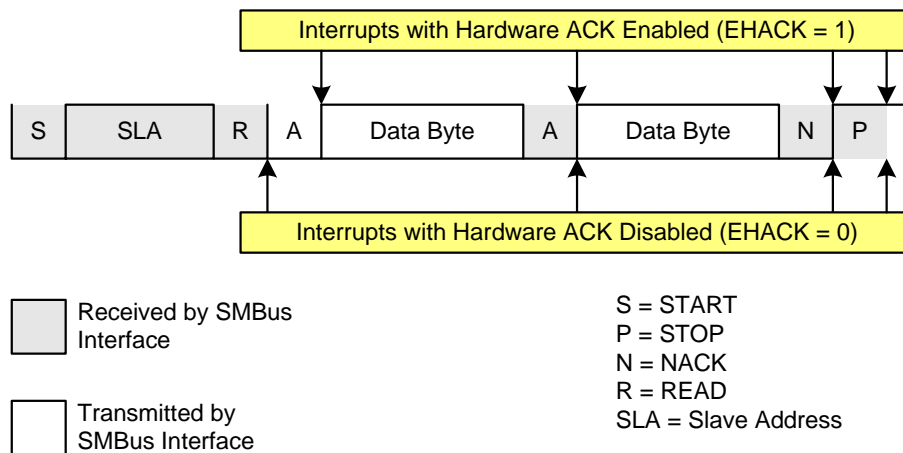 Interrupts with Hardware ACK Enabled (EHACK = 1)
S SLA R A Data Byte A Data Byte N P
Interrupts with Hardware ACK Disabled (EHACK = 0)
Received by SMBus
Interface
Transmitted by
SMBus Interface
S = START
P = STOP
N = NACK
R = READ
SLA = Slave Address